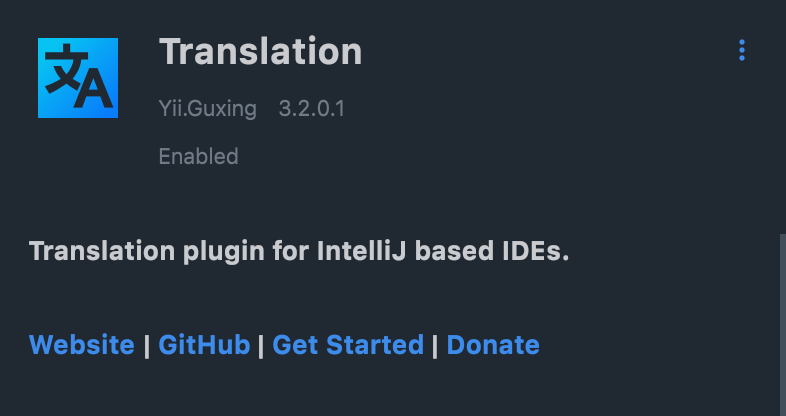 文A
Translation
Yii.Guxing 3.2.0.1
Enabled
Translation plugin for IntelliJ based IDEs.
Website | GitHub | Get Started | Donate